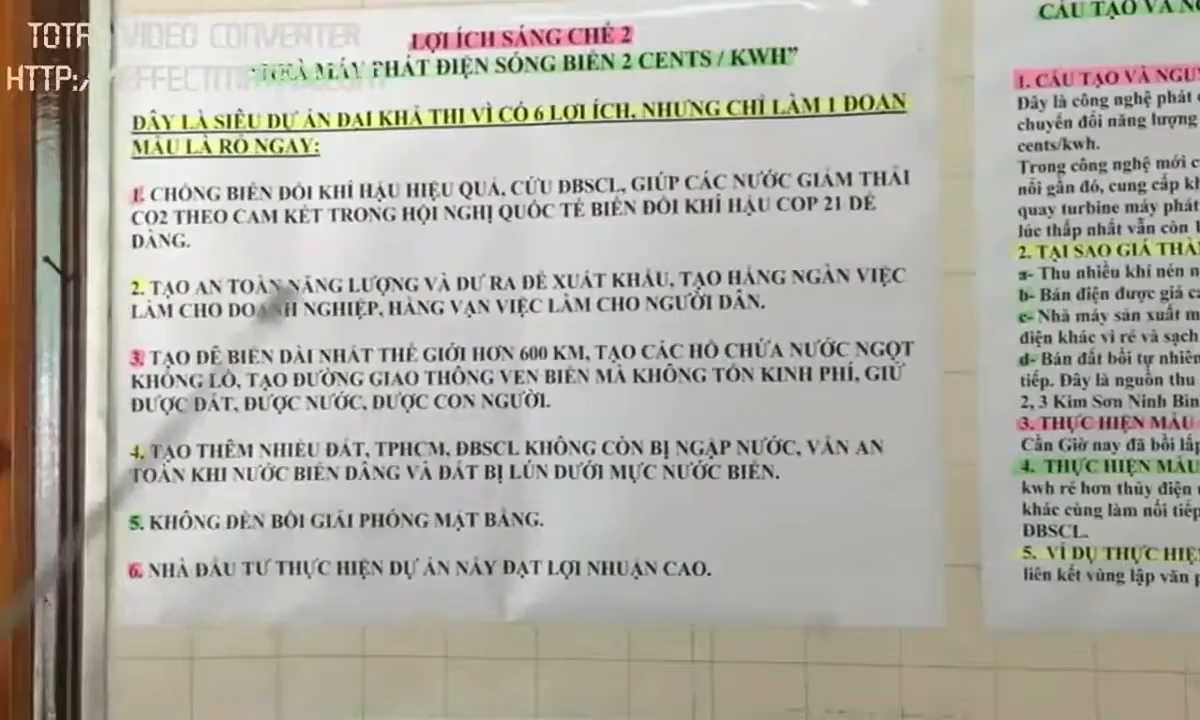 TOTA VIDEO CONVERTER
HTTP:/
LỢI ÍCH SÁNG CHẾ 2
NHÀ MÁY PHÁT ĐIỆN SÓNG BIỂN 2 CENTS / KWH”
ĐÂY LÀ SIÊU DỰ ÁN ĐẠI KHẢ THI VÌ CÓ 6 LỢI ÍCH, NHƯNG CHỈ LÀM 1 ĐOẠN
MẪU LÀ RÕ NGAY:
1. CHỐNG BIẾN ĐỔI KHÍ HẬU HIỆU QUẢ, CỨU ĐBSCL, GIÚP CÁC NƯỚC GIẢM THẢI
CO2 THEO CAM KẾT TRONG HỘI NGHỊ QUỐC TẾ BIẾN ĐỔI KHÍ HẬU COP 21 DỄ
DÀNG.
2. TẠO AN TOÀN NĂNG LƯỢNG VÀ DƯ RA ĐỂ XUẤT KHẨU, TẠO HÀNG NGÀN VIỆC
LÀM CHO DOANH NGHIỆP, HÀNG VẠN VIỆC LÀM CHO NGƯỜI DÂN.
3. TẠO ĐÊ BIỂN DÀI NHẤT THẾ GIỚI HƠN 600 KM, TẠO CÁC HỒ CHỨA NƯỚC NGỌT
KHỔNG LỒ, TẠO ĐƯỜNG GIAO THÔNG VEN BIỂN MÀ KHÔNG TỐN KINH PHÍ, GIỮ
ĐƯỢC ĐẤT, ĐƯỢC NƯỚC, ĐƯỢC CON NGƯỜI.
4. TẠO THÊM NHIỀU ĐẤT, TPHCM, ĐBSCL KHÔNG CÒN BỊ NGẬP NƯỚC, VẪN AN
TOÀN KHI NƯỚC BIỂN DÂNG VÀ ĐẤT BỊ LÚN DƯỚI MỰC NƯỚC BIỂN.
5. KHÔNG ĐỀN BỒI GIẢI PHÓNG MẶT BẰNG.
6. NHÀ ĐẦU TƯ THỰC HIỆN DỰ ÁN NÀY ĐẠT LỢI NHUẬN CAO.
CẤU TẠO VÀ
1. CẤU TẠO VÀ
Đây là công nghệ phát
chuyển đổi năng lượng
cents/kwh.
Trong công nghệ mới
nối gần đó, cung cấp
quay turbine máy phát
lúc thấp nhất vẫn còn
2. TẠI SAO GIÁ
a- Thu nhiều khí nén
b- Bán điện được giá
c- Nhà máy sản xuất
điện khác vì rẻ và sạch
d- Bán đất bồi tự nhiên
tiếp. Đây là nguồn thu
2, 3 Kim Sơn Ninh
3. THỰC HIỆN MẪU
Cần Giờ nay đã bồi lấp
4. THỰC HIỆN MẪU
kwh rẻ hơn thủy điện
khác cùng làm nối tiếp
ĐBSCL.
5. VÍ DỤ THỰC
liên kết vùng lập văn